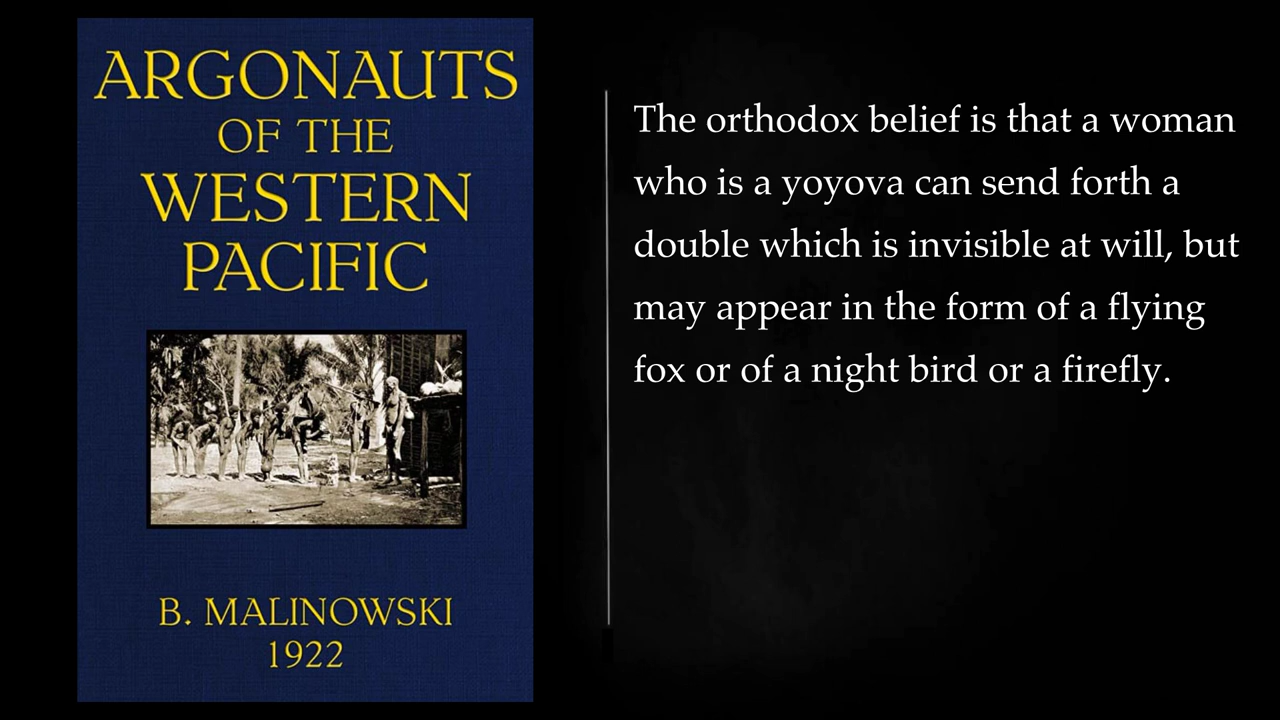 ARGONAUTS
OF THE
WESTERN
PACIFIC
B. MALINOWSKI
1922
The orthodox belief is that a woman
who is a yoyova can send forth a
double which is invisible at will, but
may appear in the form of a flying
fox or of a night bird or a firefly.